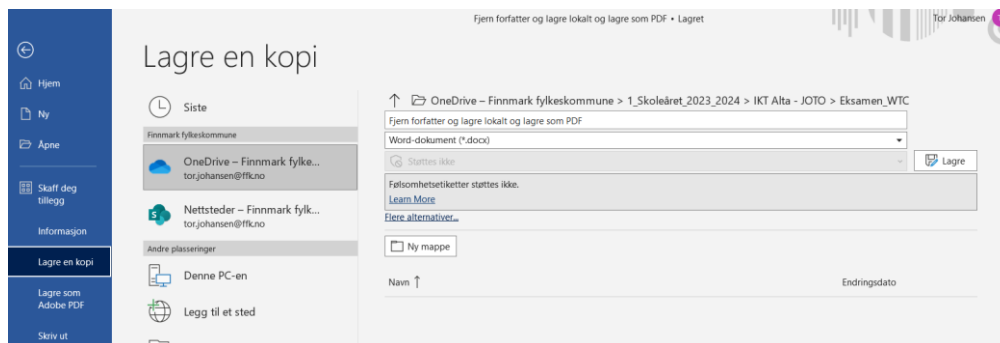 Fjern forfatter og lagre lokalt og lagre som PDF • Lagret
Tor Johansen
Hjem
Ny
Åpne
Skaff deg
tillegg
Informasjon
Lagre en kopi
Lagre som
Adobe PDF
Skriv ut
Lagre en kopi
Siste
Finnmark fylkeskommune
OneDrive – Finnmark fylke...
tor.johansen@ffk.no
Nettsteder – Finnmark fylk...
tor.johansen@ffk.no
Andre plasseringer
Denne PC-en
Legg til et sted
OneDrive – Finnmark fylkeskommune > 1_Skoleåret_2023_2024 > IKT Alta - JOTO > Eksamen_WTC
Fjern forfatter og lagre lokalt og lagre som PDF
Word-dokument (*.docx)
Støttes ikke
Lagre
Følsomhetsetiketter støttes ikke.
Learn More
Flere alternativer...
Ny mappe
Navn ↑
Endringsdato